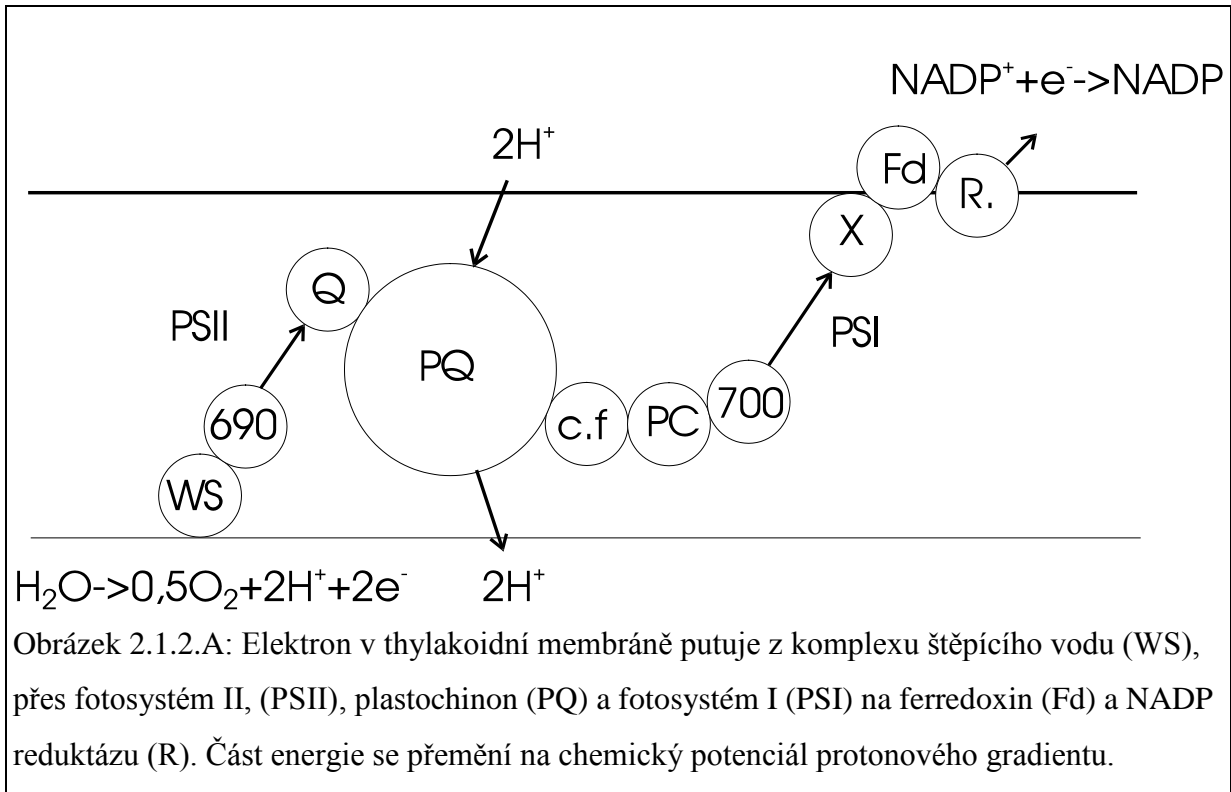 NADP⁺+e⁻->NADP
2H⁺
Fd
R.
X
Q
PSII
PSI
PQ
690
700
c.f
PC
WS
H₂O->0,5O₂+2H⁺+2e⁻
2H⁺
Obrázek 2.1.2.A: Elektron v thylakoidní membráně putuje z komplexu štěpícího vodu (WS),
přes fotosystém II, (PSII), plastochinon (PQ) a fotosystém I (PSI) na ferredoxin (Fd) a NADP
reduktázu (R). Část energie se přemění na chemický potenciál protonového gradientu.